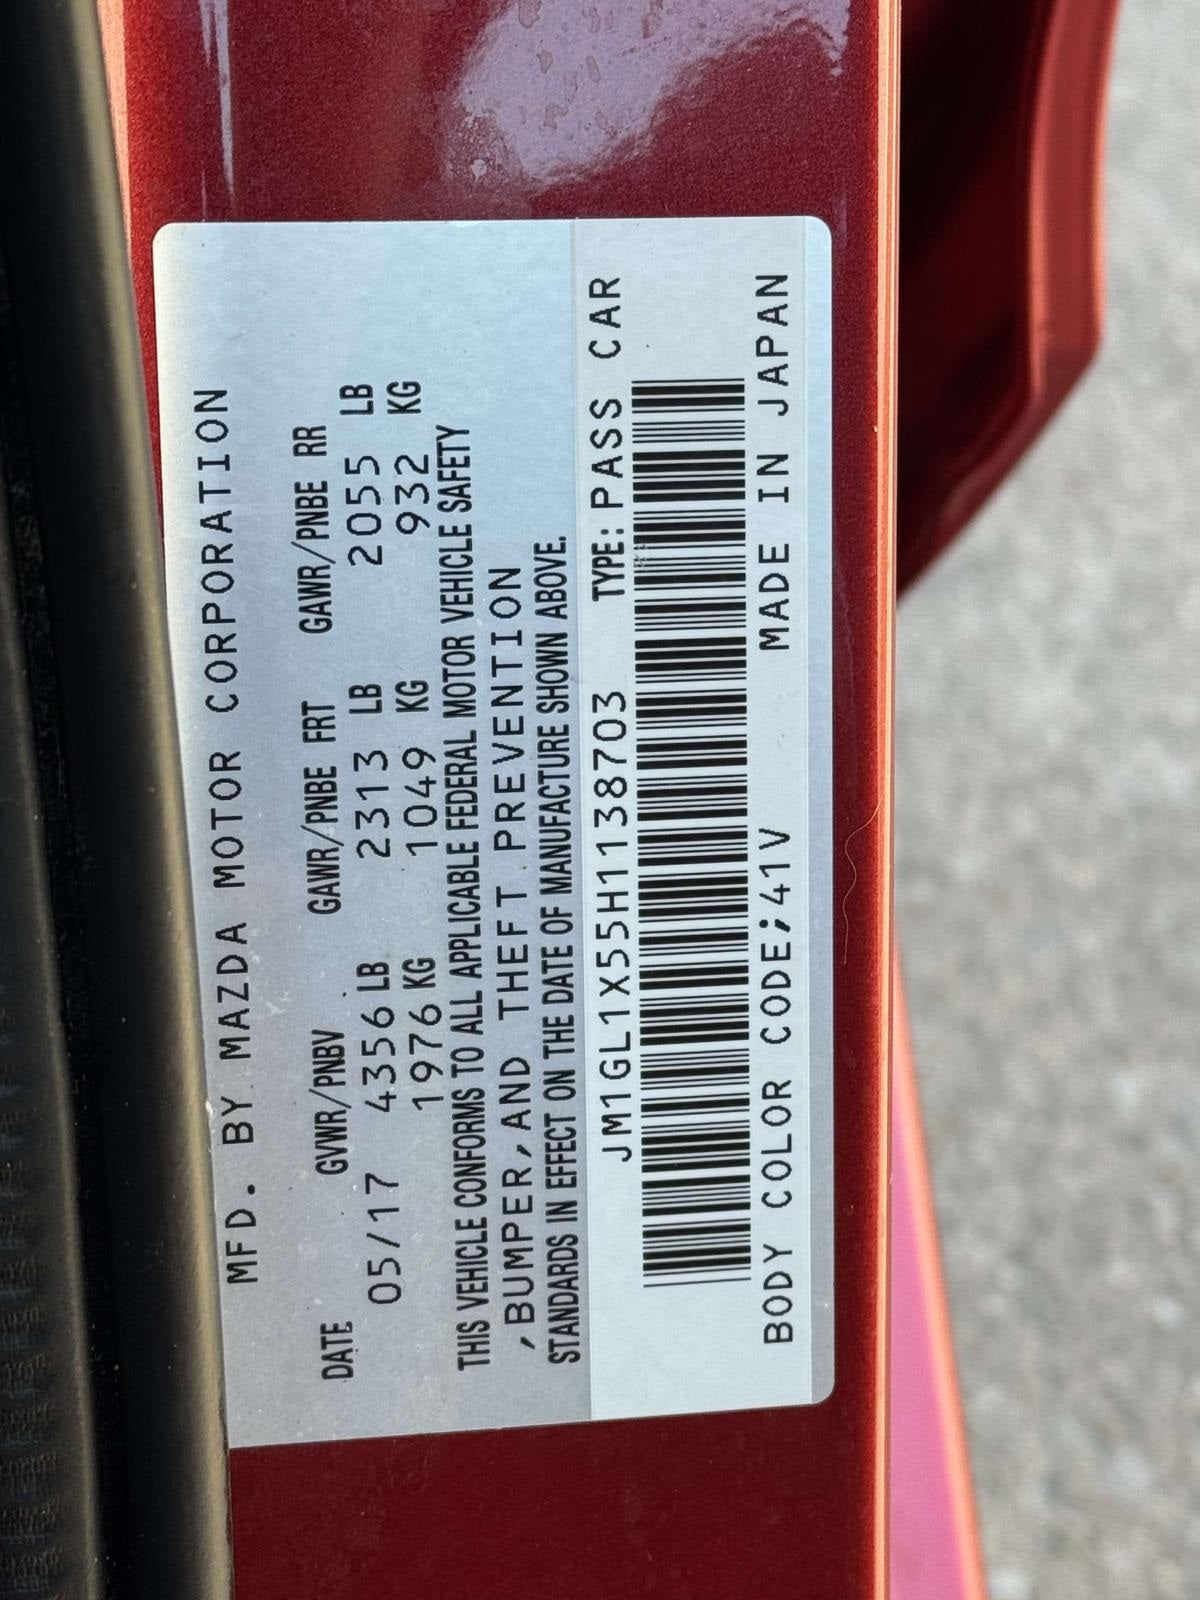 MFD. BY MAZDA MOTOR CORPORATION
DATE GVWR/PNBV GAWR/PNBE FRT GAWR/PNBE RR
05/17 4356 LB 2313 LB 2055 LB
1976 KG 1049 KG 932 KG
THIS VEHICLE CONFORMS TO ALL APPLICABLE FEDERAL MOTOR VEHICLE SAFETY
,BUMPER,AND THEFT PREVENTION
STANDARDS IN EFFECT ON THE DATE OF MANUFACTURE SHOWN ABOVE.
JM1GL1X55H1138703 TYPE: PASS CAR
BODY COLOR CODE;41V MADE IN JAPAN